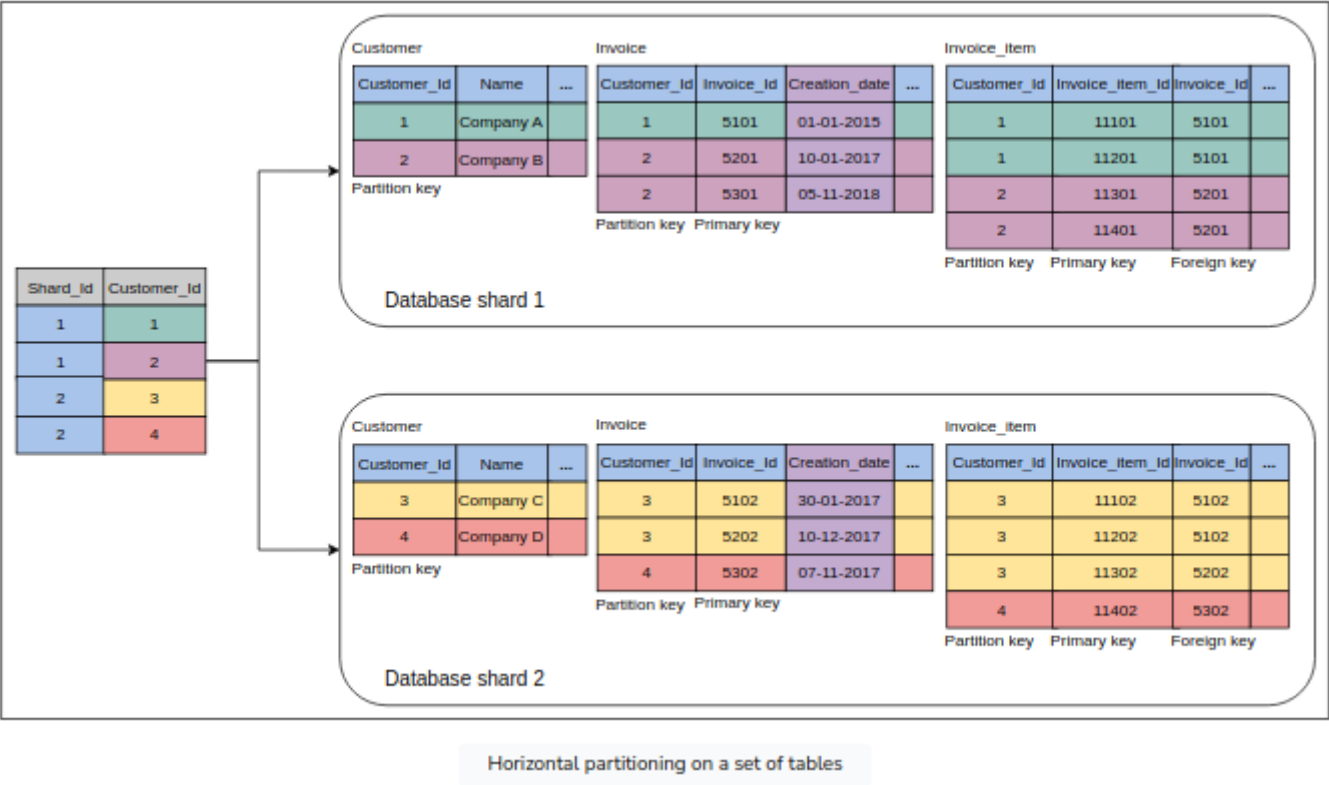 Shard_Id Customer_Id
1 1
1 2
2 3
2 4
Customer
Customer_Id Name ...
1 Company A
2 Company B
Partition key
Invoice
Customer_Id Invoice_Id Creation_date ...
1 5101 01-01-2015
2 5201 10-01-2017
2 5301 05-11-2018
Partition key Primary key
Invoice_item
Customer_Id Invoice_item_Id Invoice_Id ...
1 11101 5101
1 11201 5101
2 11301 5201
2 11401 5201
Partition key Primary key Foreign key
Database shard 1
Customer
Customer_Id Name ...
3 Company C
4 Company D
Partition key
Invoice
Customer_Id Invoice_Id Creation_date ...
3 5102 30-01-2017
3 5202 10-12-2017
4 5302 07-11-2017
Partition key Primary key
Invoice_item
Customer_Id Invoice_item_Id Invoice_Id ...
3 11102 5102
3 11202 5102
3 11302 5202
4 11402 5302
Partition key Primary key Foreign key
Database shard 2
Horizontal partitioning on a set of tables